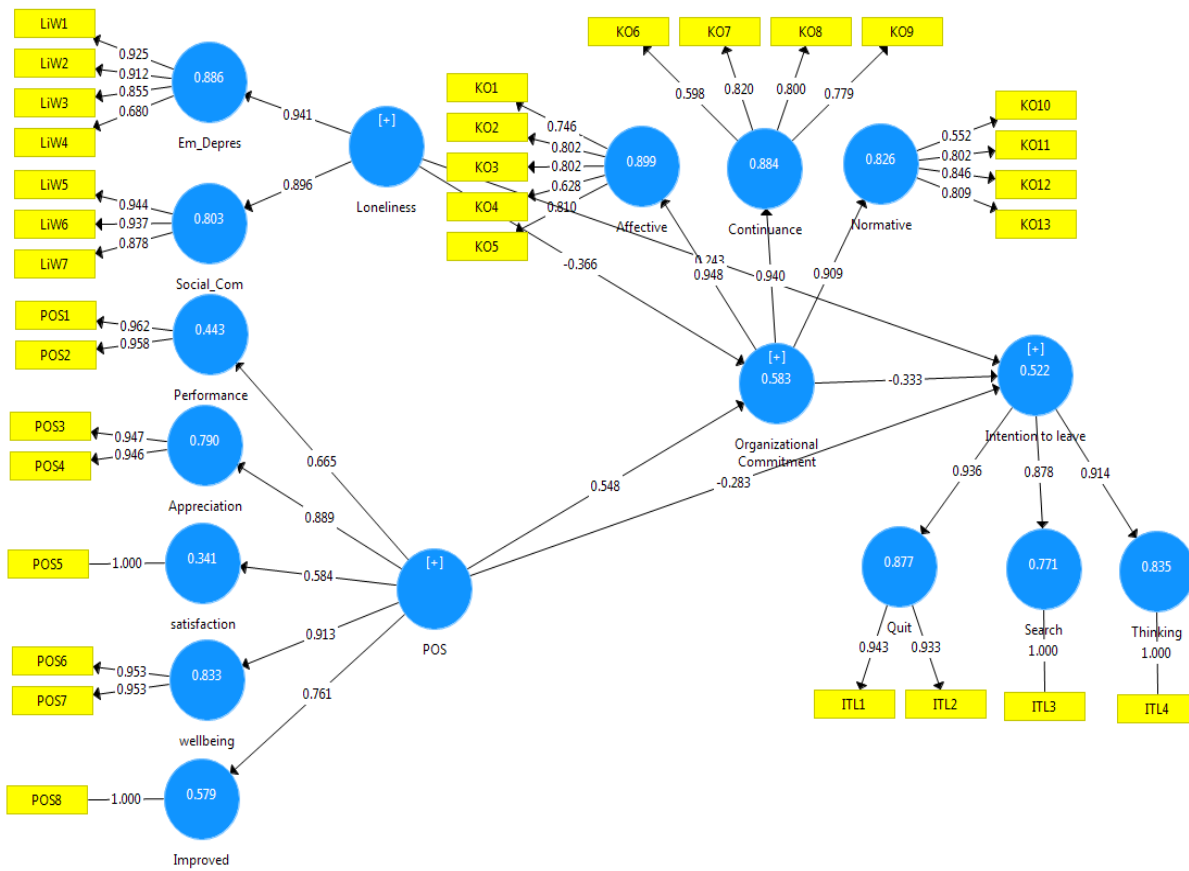 LiW1
LiW2
LiW3
LiW4
0.925
0.912
0.855
0.680
0.886
Em_Depres
0.941
[+]
Loneliness
LiW5
LiW6
LiW7
0.944
0.937
0.878
0.803
Social_Com
0.896
POS1
POS2
0.962
0.958
0.443
Performance
POS3
POS4
0.947
0.946
0.790
Appreciation
POS5
1.000
0.341
satisfaction
POS6
POS7
0.953
0.953
0.833
wellbeing
POS8
1.000
0.579
Improved
0.665
0.889
0.584
0.913
0.761
[+]
POS
KO1
KO2
KO3
KO4
KO5
0.746
0.802
0.802
0.628
0.810
0.899
Affective
KO6
KO7
KO8
KO9
0.598
0.820
0.800
0.779
0.884
Continuance
KO10
KO11
KO12
KO13
0.552
0.802
0.846
0.809
0.826
Normative
-0.366
0.243
0.948
0.940
0.909
[+]
0.583
Organizational
Commitment
-0.333
0.548
-0.283
[+]
0.522
Intention to leave
0.936
0.878
0.914
0.877
Quit
0.771
Search
0.835
Thinking
0.943
0.933
1.000
1.000
ITL1
ITL2
ITL3
ITL4